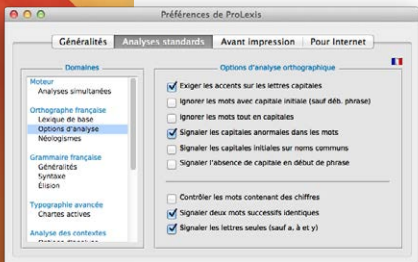 Préférences de ProLexis
Généralités Analyses standards Avant impression Pour Internet
Domaines
Moteur
Analyses simultanées
Orthographe française
Lexique de base
Options d'analyse
Néologismes
Grammaire française
Généralités
Syntaxe
Élision
Typographie avancée
Chartes actives
Analyse des contextes
Options d'analyse
Options d'analyse orthographique
Exiger les accents sur les lettres capitales
Ignorer les mots avec capitale initiale (sauf déb. phrase)
Ignorer les mots tout en capitales
Signaler les capitales anormales dans les mots
Signaler les capitales initiales sur noms communs
Signaler l'absence de capitale en début de phrase
Contrôler les mots contenant des chiffres
Signaler deux mots successifs identiques
Signaler les lettres seules (sauf a, à et y)